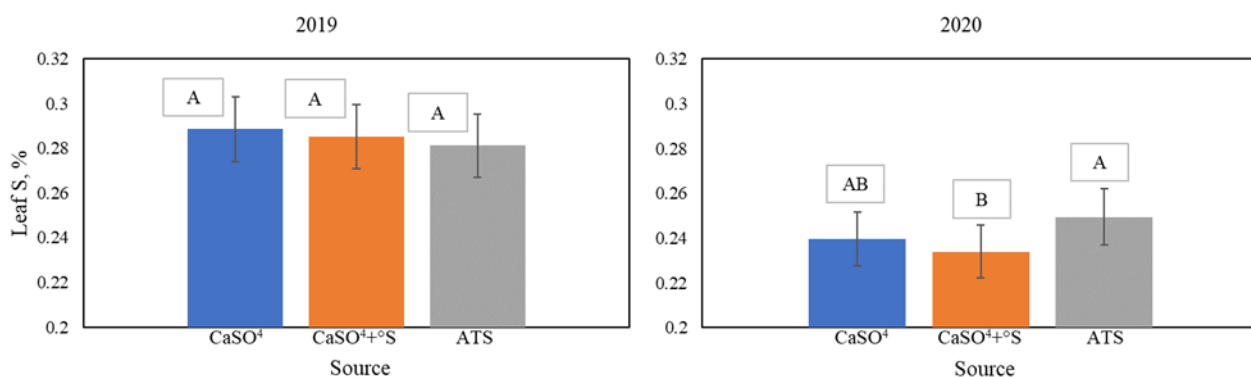 2019
0.32
0.3
0.28
0.26
0.24
0.22
0.2
Leaf S, %
A
A
A
CaSO⁴
CaSO⁴+°S
ATS
Source
2020
0.32
0.3
0.28
0.26
0.24
0.22
0.2
AB
B
A
CaSO⁴
CaSO⁴+°S
ATS
Source